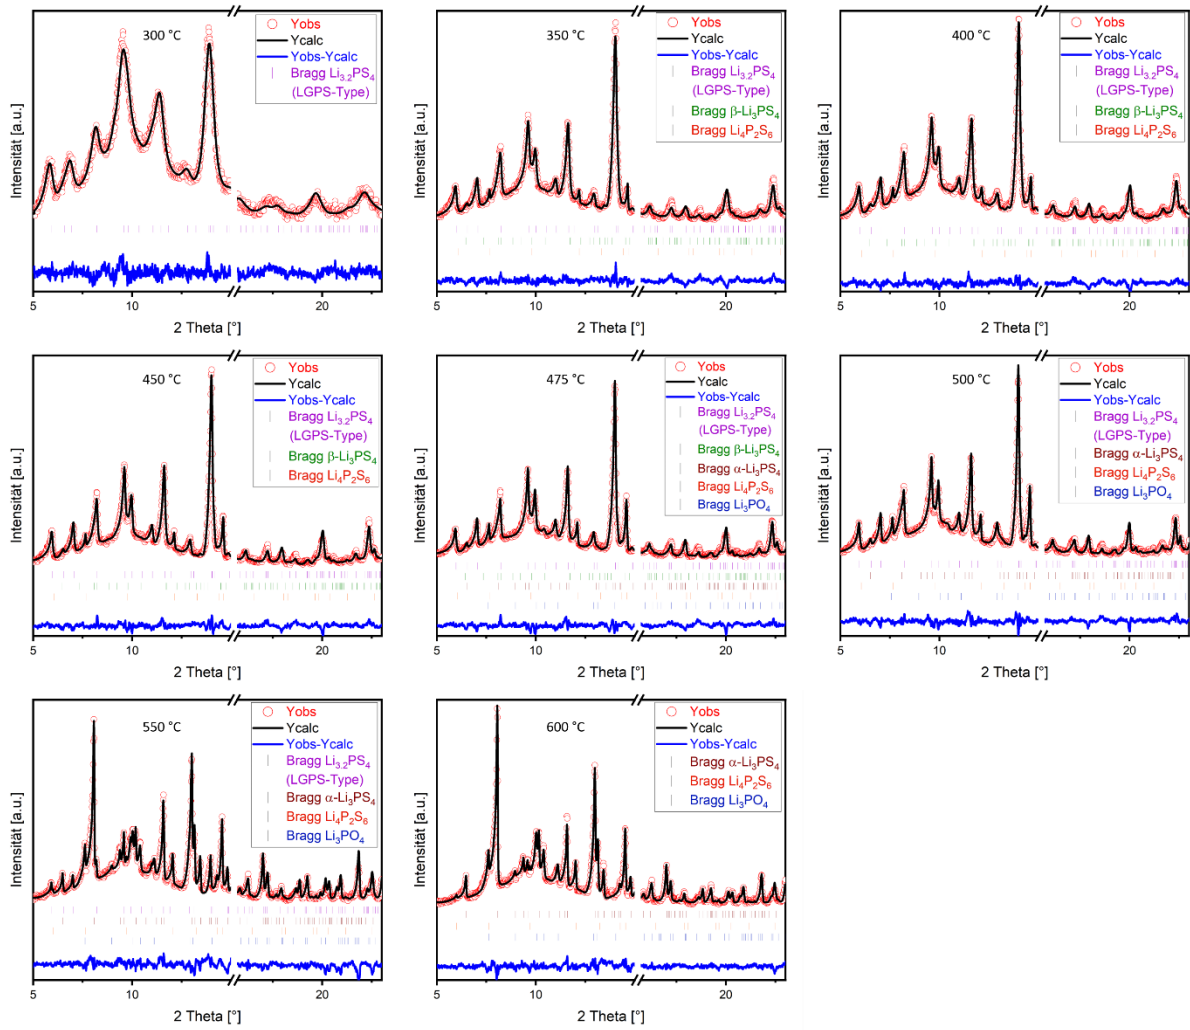 300 °C
Yobs
Ycalc
Yobs-Ycalc
Bragg Li₃.₂PS₄
(LGPS-Type)
Intensität [a.u.]
5 10 20
2 Theta [°]
350 °C
Yobs
Ycalc
Yobs-Ycalc
Bragg Li₃.₂PS₄
(LGPS-Type)
Bragg β-Li₃PS₄
Bragg Li₄P₂S₆
Intensität [a.u.]
5 10 20
2 Theta [°]
400 °C
Yobs
Ycalc
Yobs-Ycalc
Bragg Li₃.₂PS₄
(LGPS-Type)
Bragg β-Li₃PS₄
Bragg Li₄P₂S₆
Intensität [a.u.]
5 10 20
2 Theta [°]
450 °C
Yobs
Ycalc
Yobs-Ycalc
Bragg Li₃.₂PS₄
(LGPS-Type)
Bragg β-Li₃PS₄
Bragg Li₄P₂S₆
Intensität [a.u.]
5 10 20
2 Theta [°]
475 °C
Yobs
Ycalc
Yobs-Ycalc
Bragg Li₃.₂PS₄
(LGPS-Type)
Bragg β-Li₃PS₄
Bragg α-Li₃PS₄
Bragg Li₄P₂S₆
Bragg Li₃PO₄
Intensität [a.u.]
5 10 20
2 Theta [°]
500 °C
Yobs
Ycalc
Yobs-Ycalc
Bragg Li₃.₂PS₄
(LGPS-Type)
Bragg α-Li₃PS₄
Bragg Li₄P₂S₆
Bragg Li₃PO₄
Intensität [a.u.]
5 10 20
2 Theta [°]
550 °C
Yobs
Ycalc
Yobs-Ycalc
Bragg Li₃.₂PS₄
(LGPS-Type)
Bragg α-Li₃PS₄
Bragg Li₄P₂S₆
Bragg Li₃PO₄
Intensität [a.u.]
5 10 20
2 Theta [°]
600 °C
Yobs
Ycalc
Yobs-Ycalc
Bragg α-Li₃PS₄
Bragg Li₄P₂S₆
Bragg Li₃PO₄
Intensität [a.u.]
5 10 20
2 Theta [°]